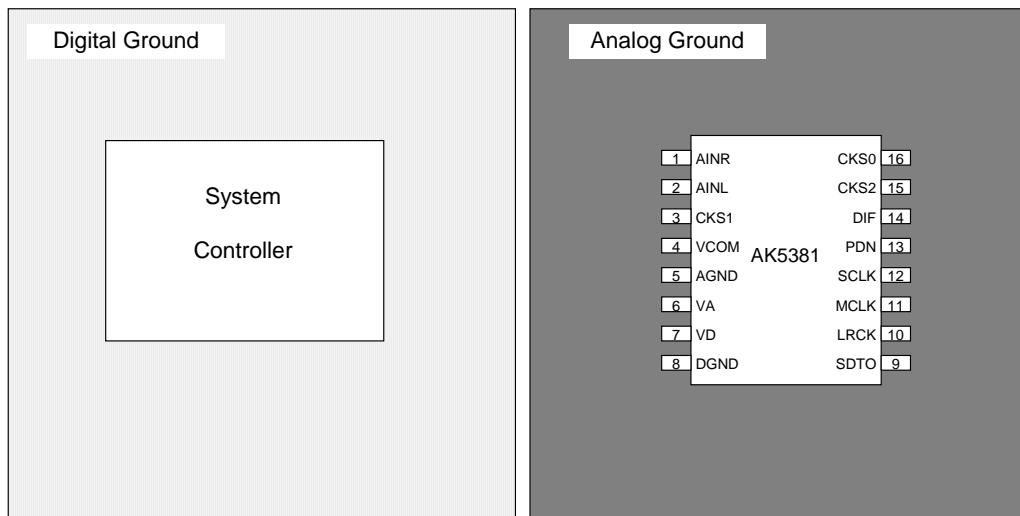 Digital Ground
System
Controller
Analog Ground
1 AINR CKS0 16
2 AINL CKS2 15
3 CKS1 DIF 14
4 VCOM PDN 13
AK5381
5 AGND SCLK 12
6 VA MCLK 11
7 VD LRCK 10
8 DGND SDTO 9